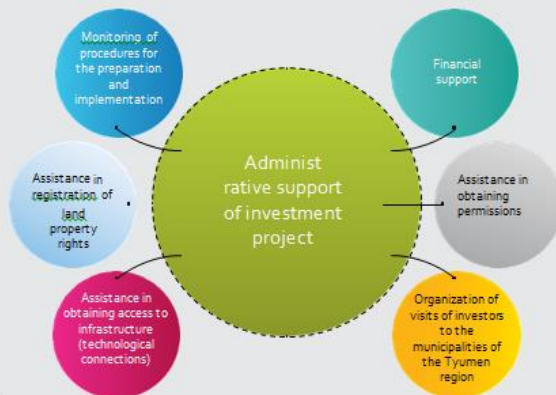 Monitoring of
procedures for
the preparation
and
implementation
Financial
support
Administ
rative support
of investment
project
Assistance in
registration of
land
property
rights
Assistance in
obtaining
permissions
Assistance in
obtaining access to
infrastructure
(technological
connections)
Organization of
visits of investors
to the
municipalities of
the Tyumen
region